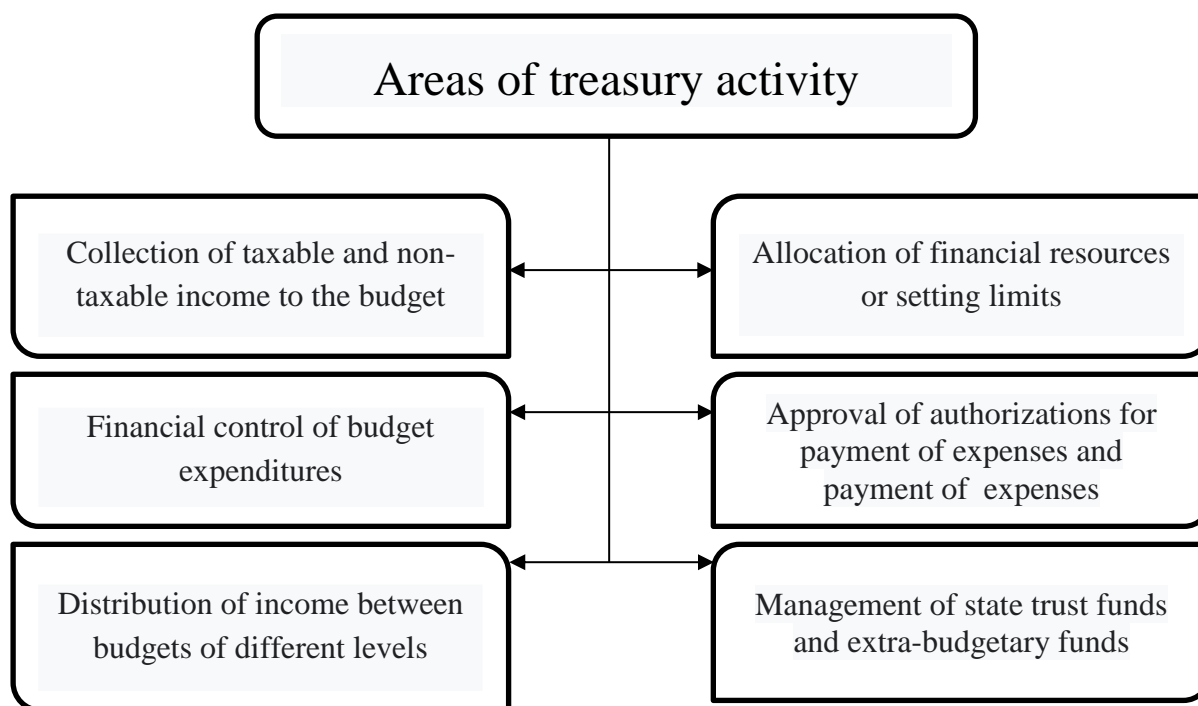 Areas of treasury activity
Collection of taxable and non-
taxable income to the budget
Allocation of financial resources
or setting limits
Financial control of budget
expenditures
Approval of authorizations for
payment of expenses and
payment of  expenses
Distribution of income between
budgets of different levels
Management of state trust funds
and extra-budgetary funds